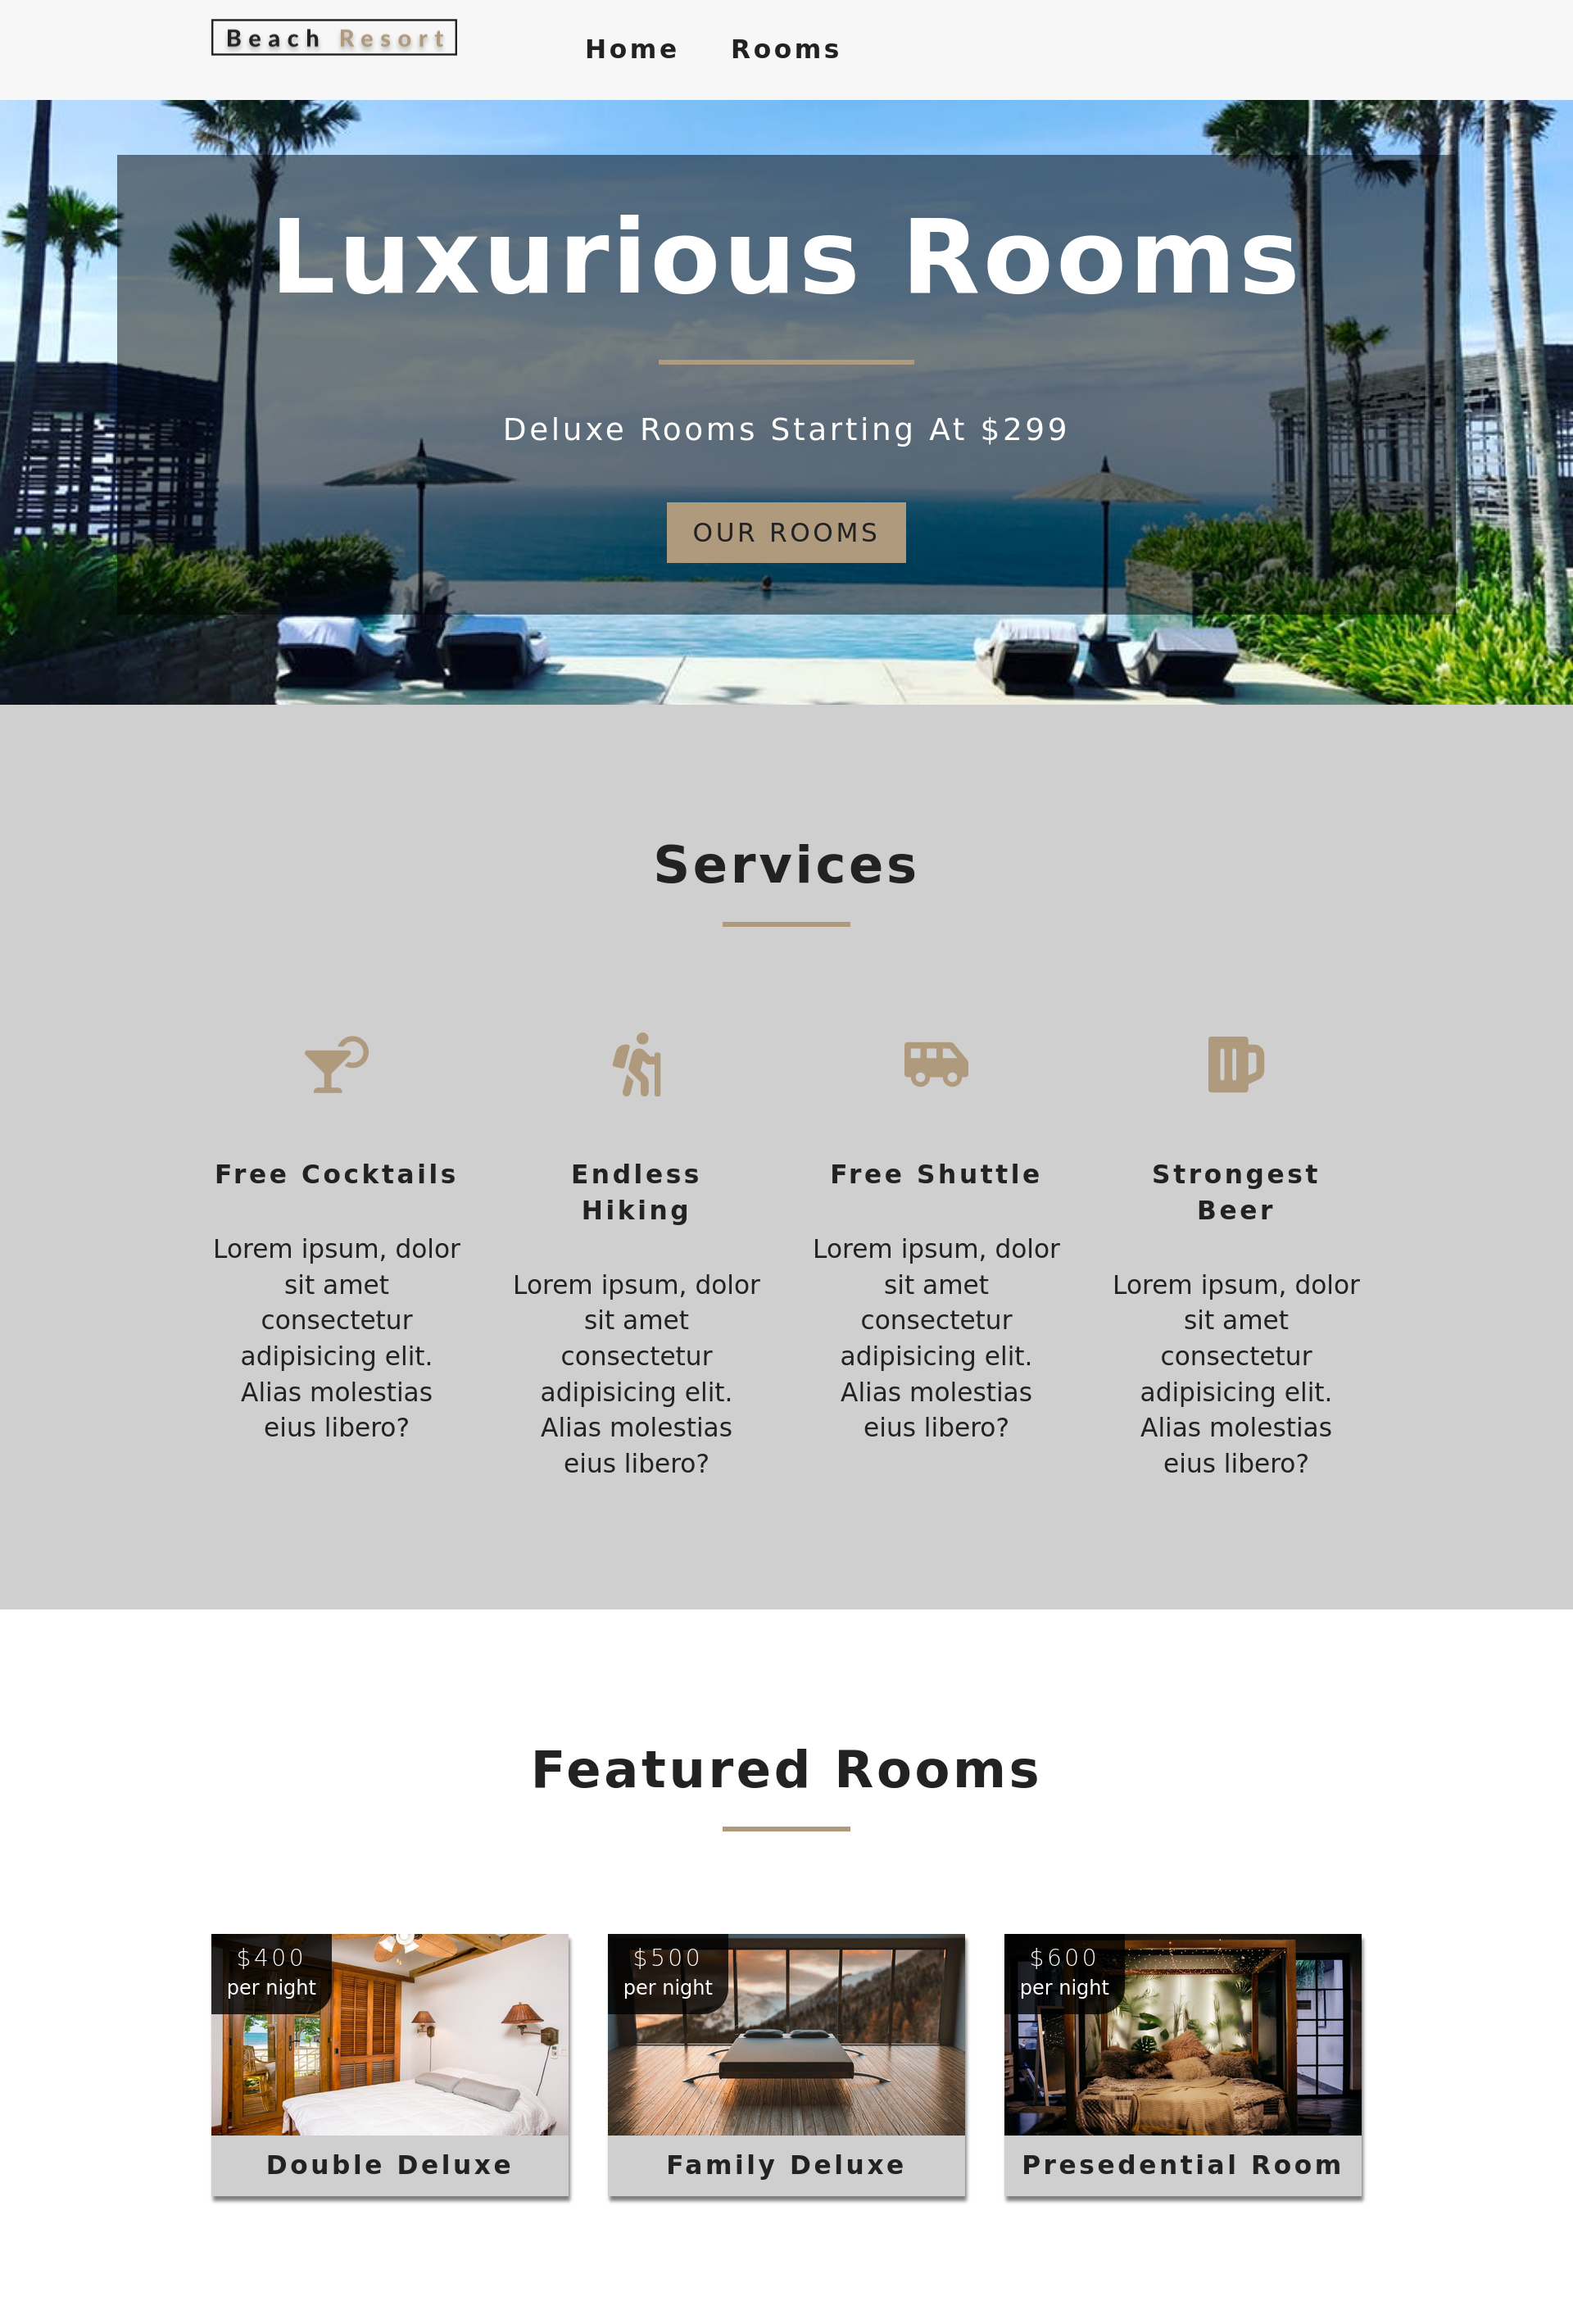 Beach Resort
Home
Rooms
Luxurious Rooms
Deluxe Rooms Starting At $299
OUR ROOMS
Services
Free Cocktails
Lorem ipsum, dolor
sit amet
consectetur
adipisicing elit.
Alias molestias
eius libero?
Endless
Hiking
Lorem ipsum, dolor
sit amet
consectetur
adipisicing elit.
Alias molestias
eius libero?
Free Shuttle
Lorem ipsum, dolor
sit amet
consectetur
adipisicing elit.
Alias molestias
eius libero?
Strongest
Beer
Lorem ipsum, dolor
sit amet
consectetur
adipisicing elit.
Alias molestias
eius libero?
Featured Rooms
$400
per night
Double Deluxe
$500
per night
Family Deluxe
$600
per night
Presedential Room